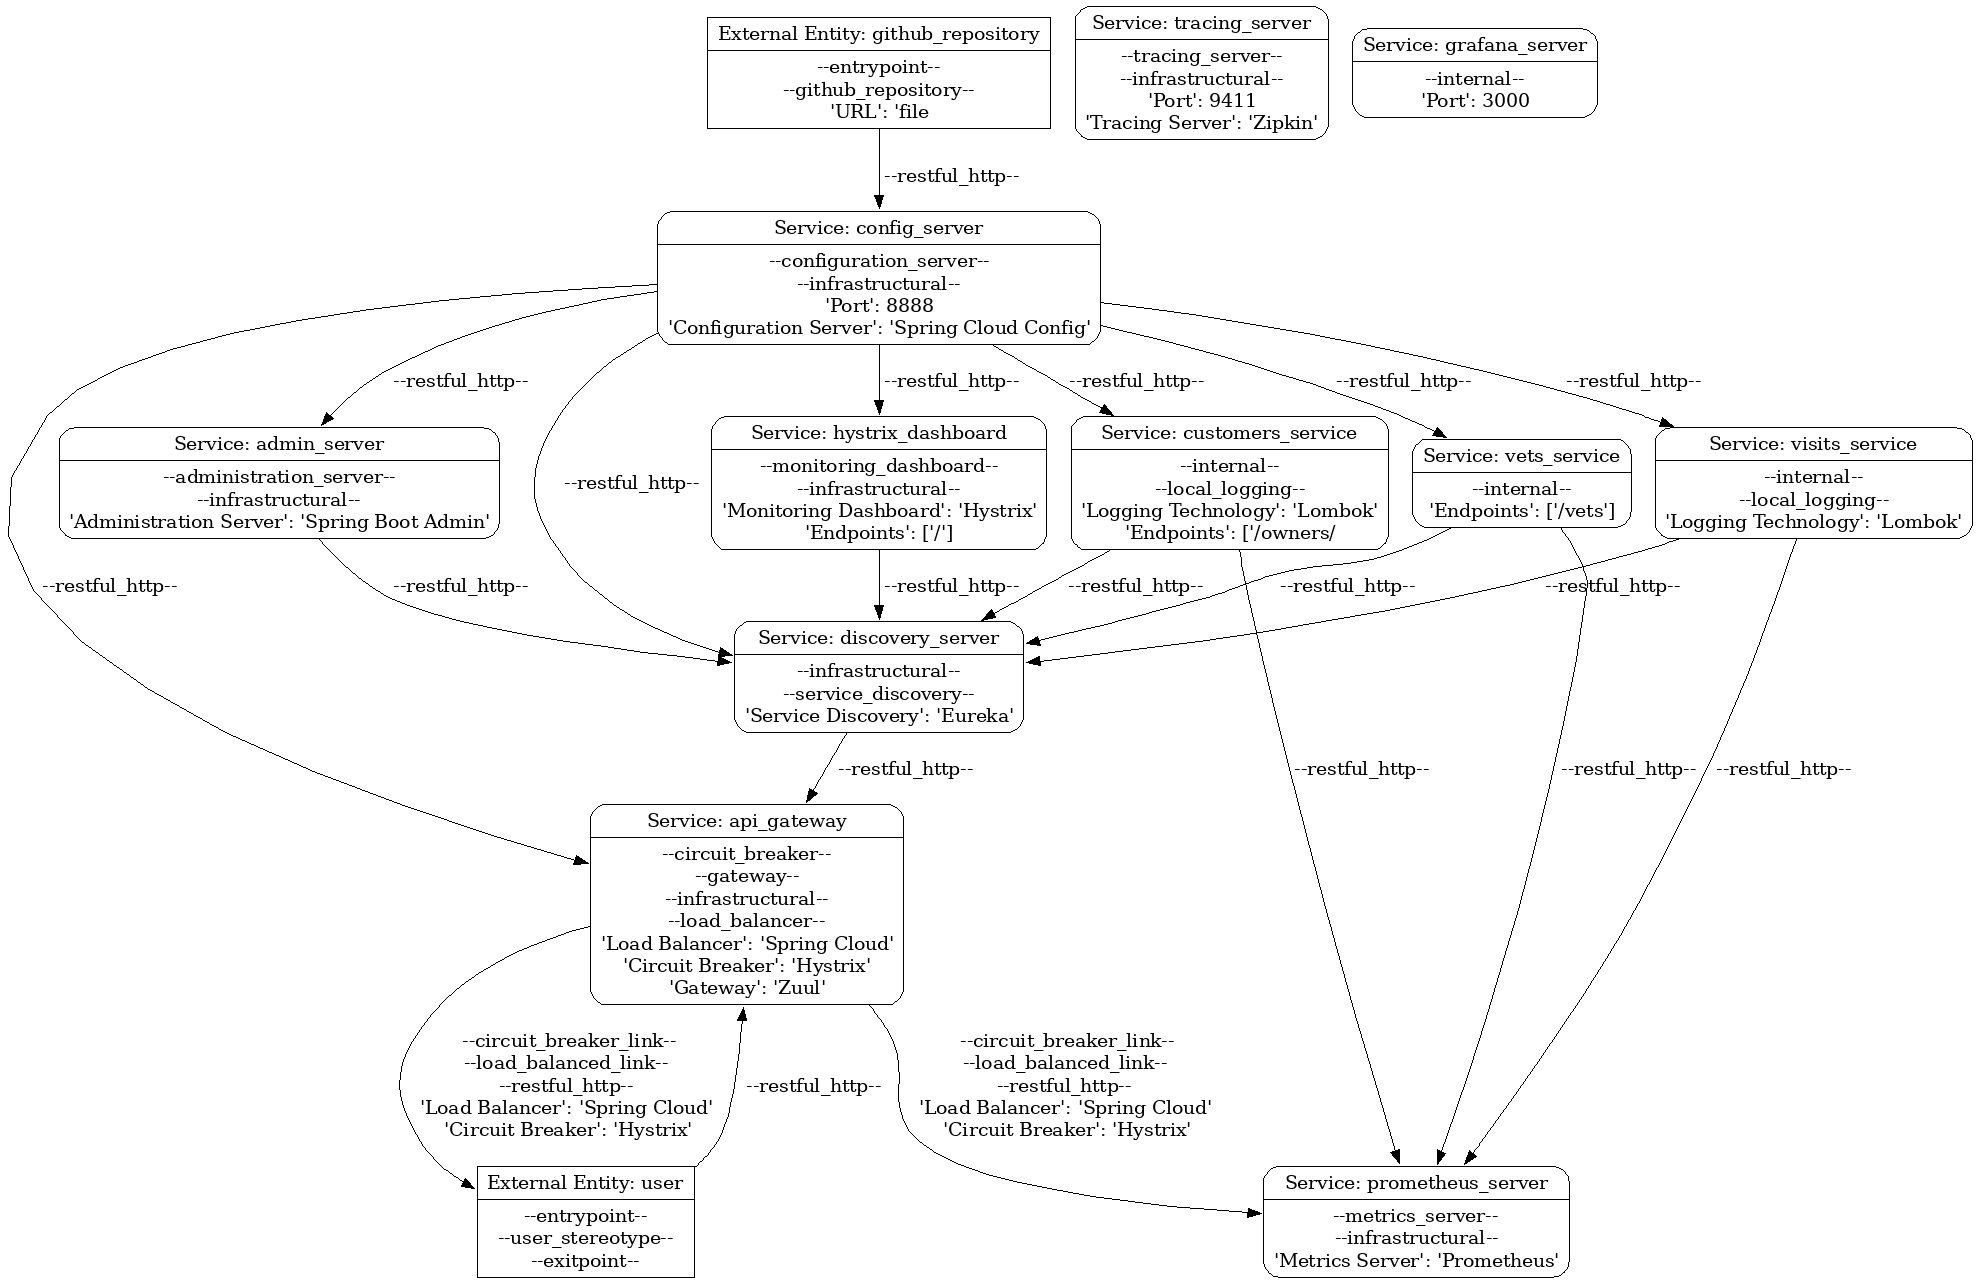 External Entity: github_repository
--entrypoint--
--github_repository--
'URL': 'file
Service: tracing_server
--tracing_server--
--infrastructural--
'Port': 9411
'Tracing Server': 'Zipkin'
Service: grafana_server
--internal--
'Port': 3000
--restful_http--
Service: config_server
--configuration_server--
--infrastructural--
'Port': 8888
'Configuration Server': 'Spring Cloud Config'
--restful_http--
--restful_http--
--restful_http--
--restful_http--
--restful_http--
Service: admin_server
--administration_server--
--infrastructural--
'Administration Server': 'Spring Boot Admin'
--restful_http--
Service: hystrix_dashboard
--monitoring_dashboard--
--infrastructural--
'Monitoring Dashboard': 'Hystrix'
'Endpoints': ['/']
Service: customers_service
--internal--
--local_logging--
'Logging Technology': 'Lombok'
'Endpoints': ['/owners/
Service: vets_service
--internal--
'Endpoints': ['/vets']
Service: visits_service
--internal--
--local_logging--
'Logging Technology': 'Lombok'
--restful_http--
--restful_http--
--restful_http--
--restful_http--
--restful_http--
--restful_http--
Service: discovery_server
--infrastructural--
--service_discovery--
'Service Discovery': 'Eureka'
--restful_http--
--restful_http--
--restful_http--
--restful_http--
Service: api_gateway
--circuit_breaker--
--gateway--
--infrastructural--
--load_balancer--
'Load Balancer': 'Spring Cloud'
'Circuit Breaker': 'Hystrix'
'Gateway': 'Zuul'
--circuit_breaker_link--
--load_balanced_link--
--restful_http--
'Load Balancer': 'Spring Cloud'
'Circuit Breaker': 'Hystrix'
--restful_http--
--circuit_breaker_link--
--load_balanced_link--
--restful_http--
'Load Balancer': 'Spring Cloud'
'Circuit Breaker': 'Hystrix'
External Entity: user
--entrypoint--
--user_stereotype--
--exitpoint--
Service: prometheus_server
--metrics_server--
--infrastructural--
'Metrics Server': 'Prometheus'